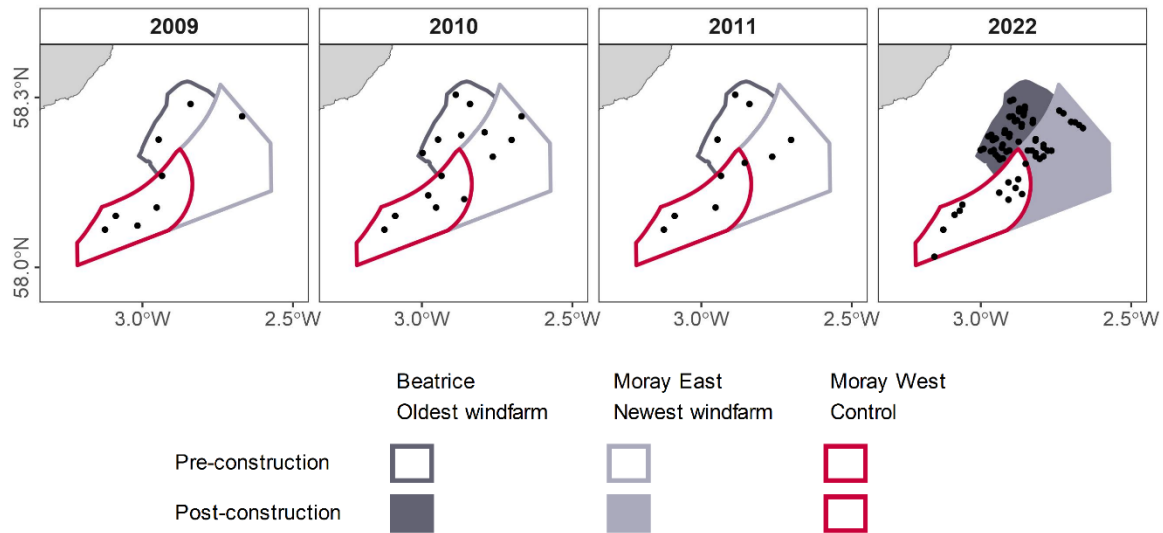 2009 2010 2011 2022
58.3°N
58.0°N
3.0°W 2.5°W 3.0°W 2.5°W 3.0°W 2.5°W 3.0°W 2.5°W
Beatrice Moray East Moray West
Oldest windfarm Newest windfarm Control
Pre-construction
Post-construction